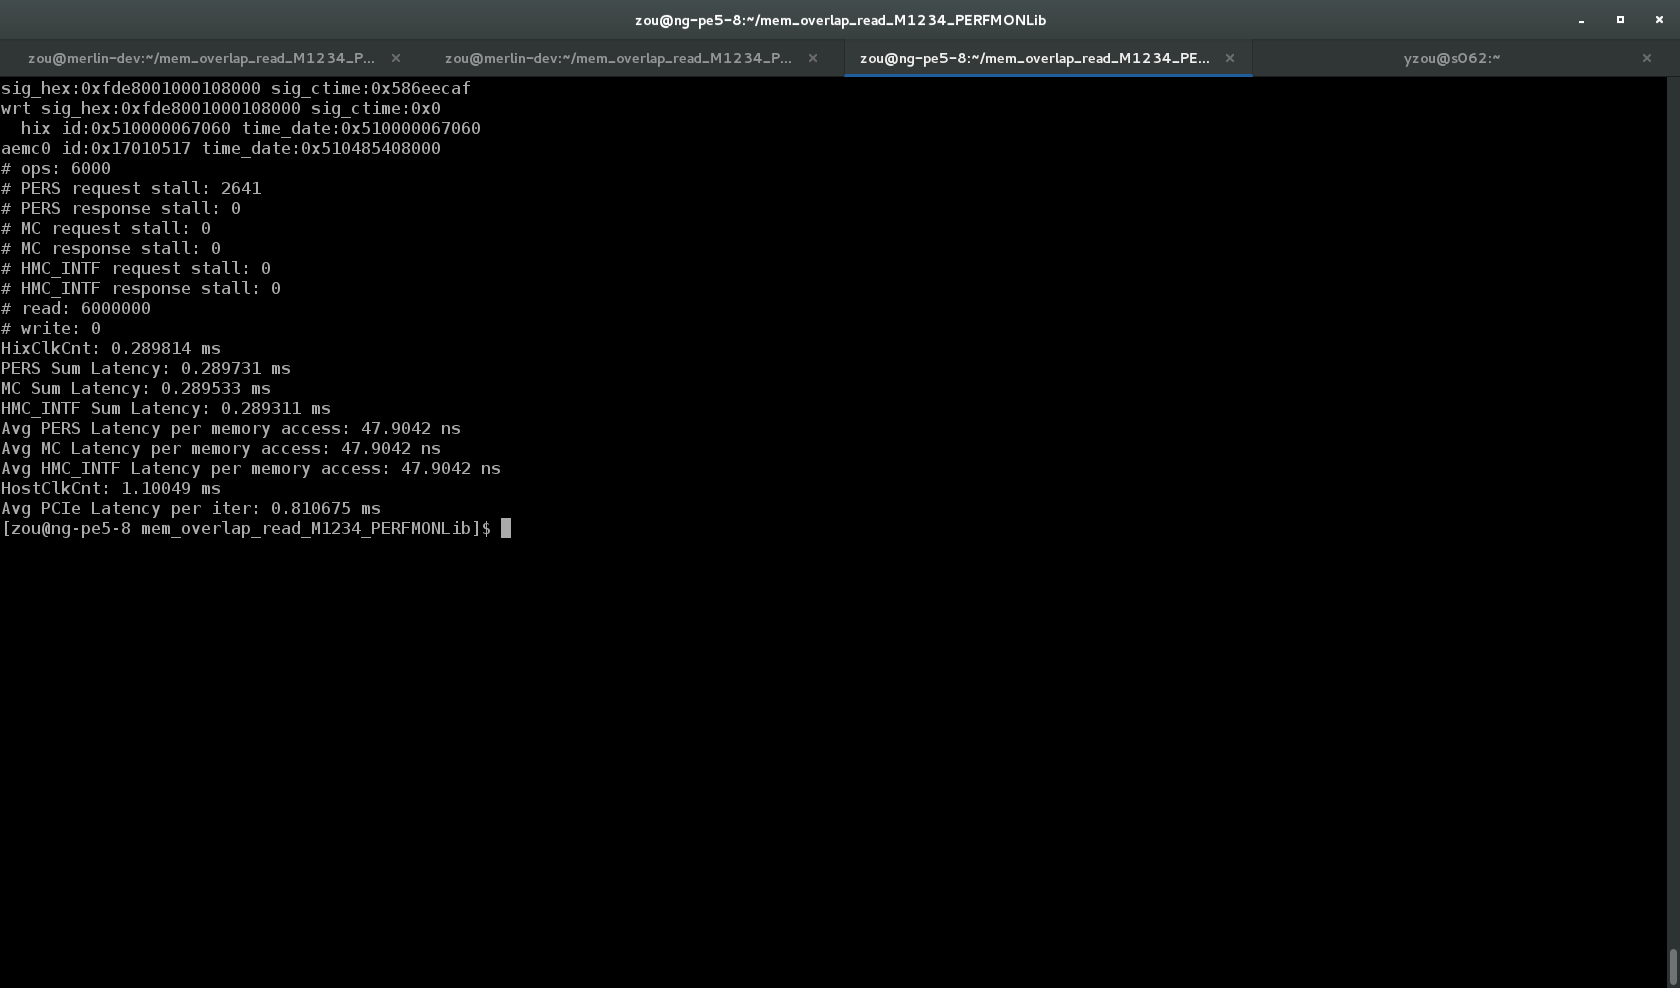 zou@ng-pe5-8:~/mem_overlap_read_M1234_PERFMONLib
zou@merlin-dev:~/mem_overlap_read_M1234_P... zou@merlin-dev:~/mem_overlap_read_M1234_P... zou@ng-pe5-8:~/mem_overlap_read_M1234_PE... yzou@s062:~
sig_hex:0xfde8001000108000 sig_ctime:0x586eecaf
wrt sig_hex:0xfde8001000108000 sig_ctime:0x0
  hix id:0x510000067060 time_date:0x510000067060
aemc0 id:0x17010517 time_date:0x510485408000
# ops: 6000
# PERS request stall: 2641
# PERS response stall: 0
# MC request stall: 0
# MC response stall: 0
# HMC_INTF request stall: 0
# HMC_INTF response stall: 0
# read: 6000000
# write: 0
HixClkCnt: 0.289814 ms
PERS Sum Latency: 0.289731 ms
MC Sum Latency: 0.289533 ms
HMC_INTF Sum Latency: 0.289311 ms
Avg PERS Latency per memory access: 47.9042 ns
Avg MC Latency per memory access: 47.9042 ns
Avg HMC_INTF Latency per memory access: 47.9042 ns
HostClkCnt: 1.10049 ms
Avg PCIe Latency per iter: 0.810675 ms
[zou@ng-pe5-8 mem_overlap_read_M1234_PERFMONLib]$